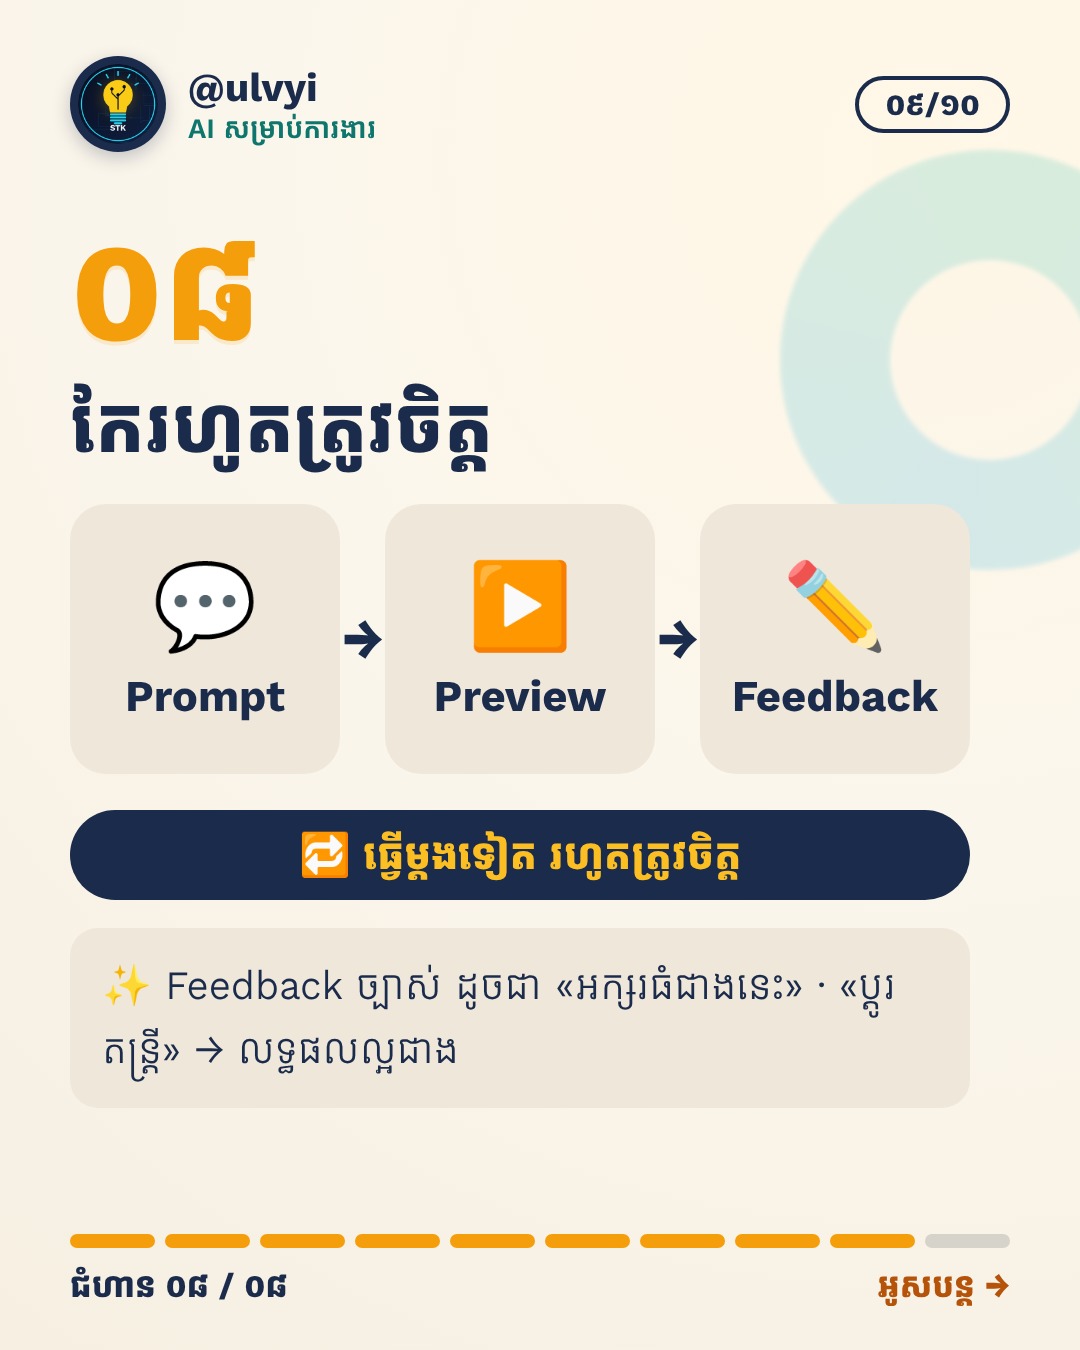 STK
@ulvyi
AI សម្រាប់ការងារ
០៩/១០
០៨
កែរហូតត្រូវចិត្ត
Prompt
→
Preview
→
Feedback
🔁 ធ្វើម្តងទៀត រហូតត្រូវចិត្ត
✨ Feedback ច្បាស់ ដូចជា «អក្សរធំជាងនេះ» · «ប្តូរ
តន្ត្រី» → លទ្ធផលល្អជាង
ជំហាន ០៨ / ០៨
អូសបន្ត →